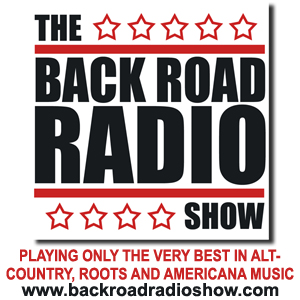 THE
BACK ROAD
RADIO
SHOW
PLAYING ONLY THE VERY BEST IN ALT-
COUNTRY, ROOTS AND AMERICANA MUSIC
www.backroadradioshow.com